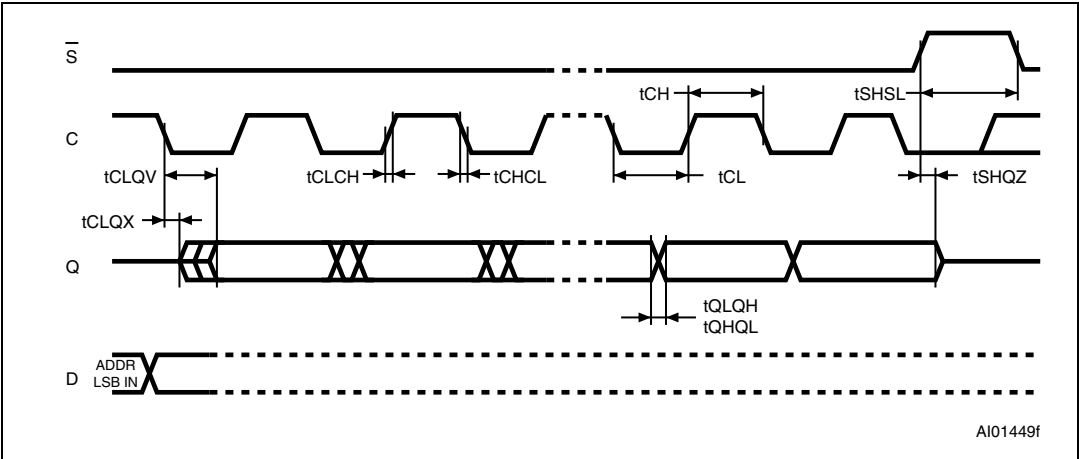 S
tCH
tSHSL
C
tCLQV
tCLCH
tCHCL
tCL
tSHQZ
tCLQX
Q
tQLQH
tQHQL
D
ADDR
LSB IN
AI01449f